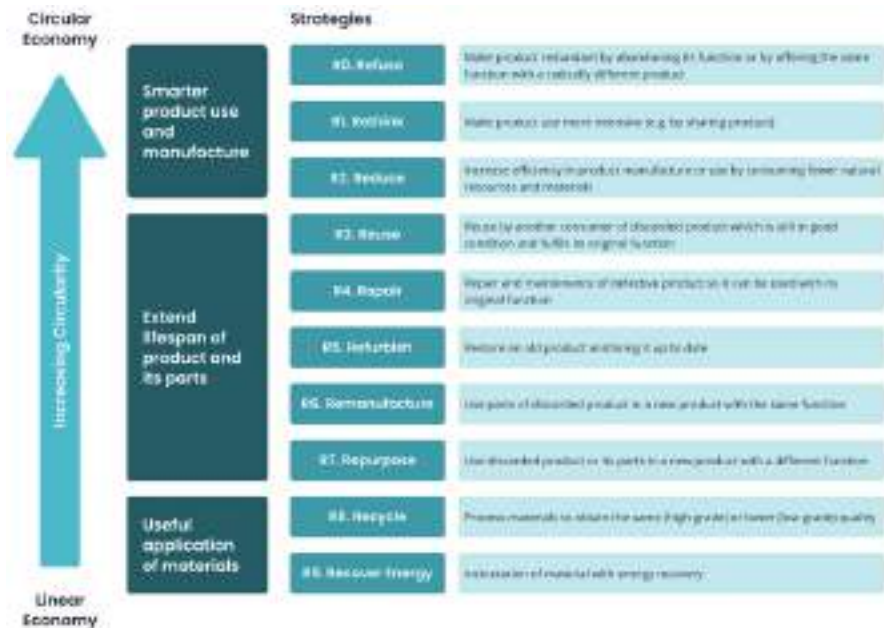 Circular
Economy
Strategies
Increasing Circularity
Smarter
product use
and
manufacture
R0. Refuse
Make product redundant by abandoning its function or by offering the same
function with a radically different product
R1. Rethink
Make product use more intensive (e.g. by sharing product)
R2. Reduce
Increase efficiency in product manufacture or use by consuming fewer natural
resources and materials
Extend
lifespan of
product and
its parts
R3. Reuse
Reuse by another consumer of discarded product which is still in good
condition and fulfils its original function
R4. Repair
Repair and maintenance of defective product so it can be used with its
original function
R5. Refurbish
Restore an old product and bring it up to date
R6. Remanufacture
Use parts of discarded product in a new product with the same function
R7. Repurpose
Use discarded product or its parts in a new product with a different function
Useful
application
of materials
R8. Recycle
Process materials to obtain the same (high grade) or lower (low grade) quality
R9. Recover Energy
Incineration of material with energy recovery
Linear
Economy